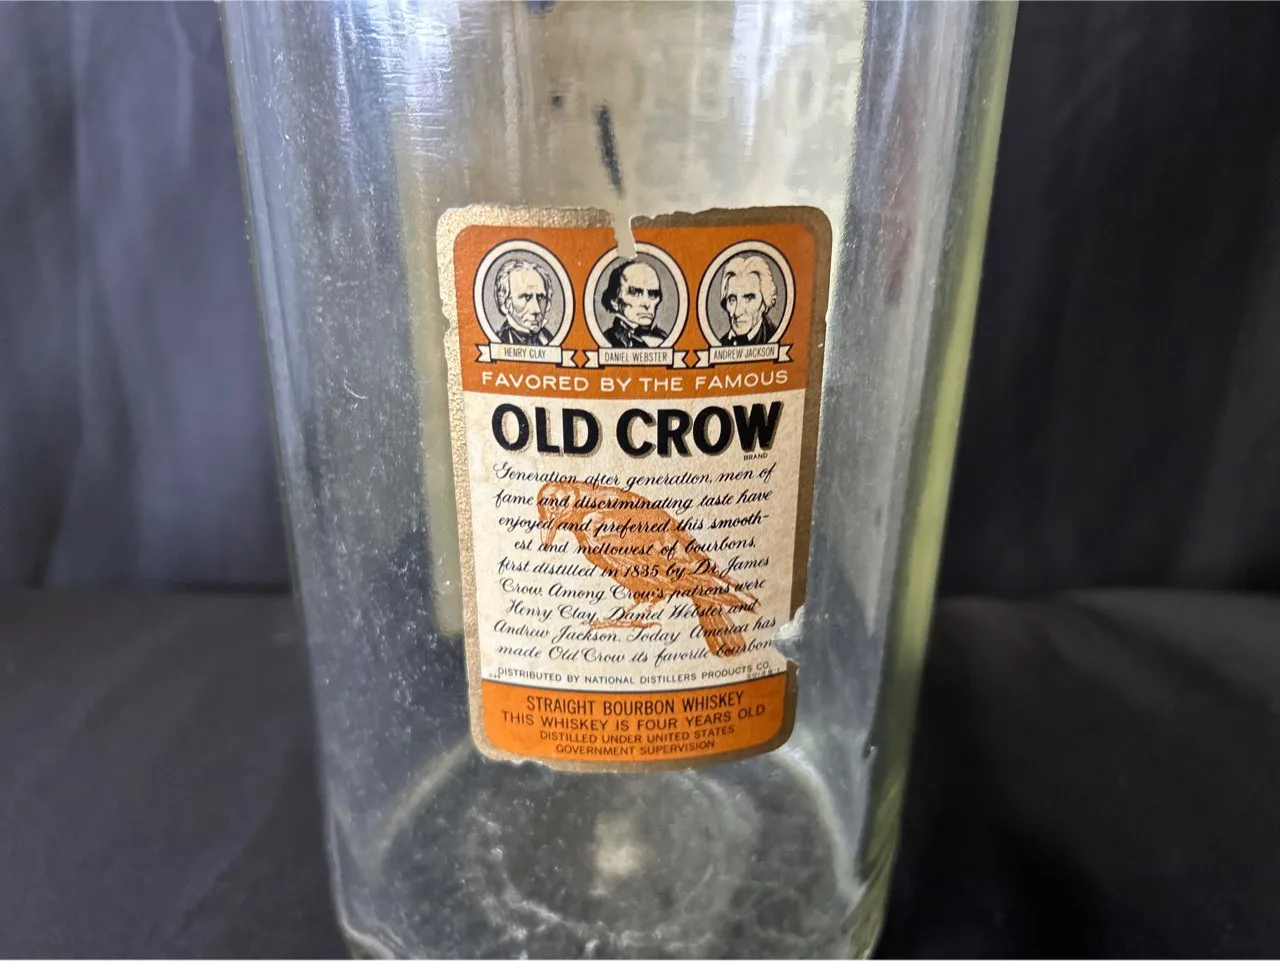 HENRY CLAY
DANIEL WEBSTER
ANDREW JACKSON
FAVORED BY THE FAMOUS
OLD CROW
BRAND
Generation after generation, men of
fame and discriminating taste have
enjoyed and preferred this smooth-
est and mellowest of bourbons,
first distilled in 1835 by Dr. James
Crow. Among Crow's patrons were
Henry Clay, Daniel Webster and
Andrew Jackson. Today America has
made Old Crow its favorite bourbon
DISTRIBUTED BY NATIONAL DISTILLERS PRODUCTS CO.
STRAIGHT BOURBON WHISKEY
THIS WHISKEY IS FOUR YEARS OLD
DISTILLED UNDER UNITED STATES
GOVERNMENT SUPERVISION